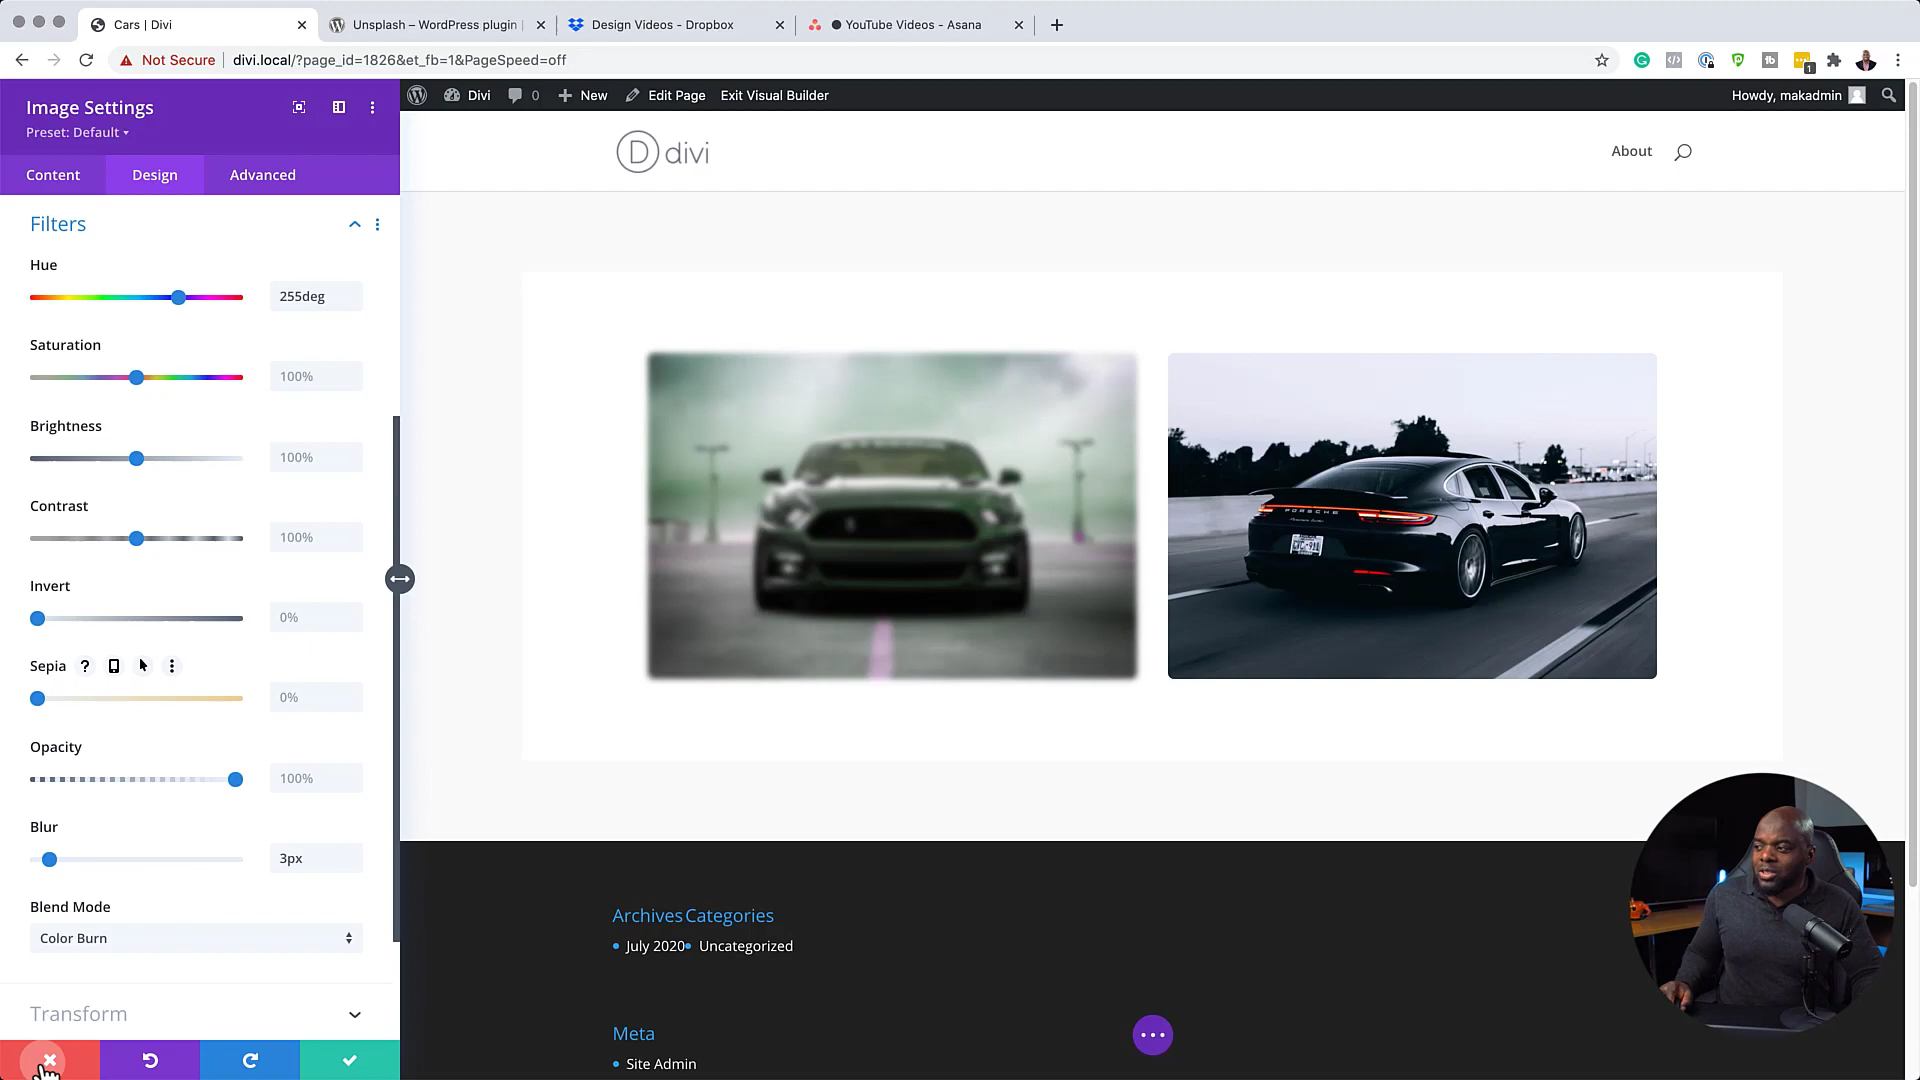 Cars | Divi
Unsplash – WordPress plugin
Design Videos - Dropbox
YouTube Videos - Asana
Not Secure
divi.local/?page_id=1826&et_fb=1&PageSpeed=off
1
Image Settings
Preset: Default
Content
Design
Advanced
Divi
0
New
Edit Page
Exit Visual Builder
Howdy, makadmin
D divi
About
Filters
Hue
255deg
Saturation
100%
Brightness
100%
Contrast
100%
Invert
0%
Sepia
0%
Opacity
100%
Blur
3px
Blend Mode
Color Burn
Transform
PORSCHE
Archives Categories
July 2020 Uncategorized
Meta
Site Admin